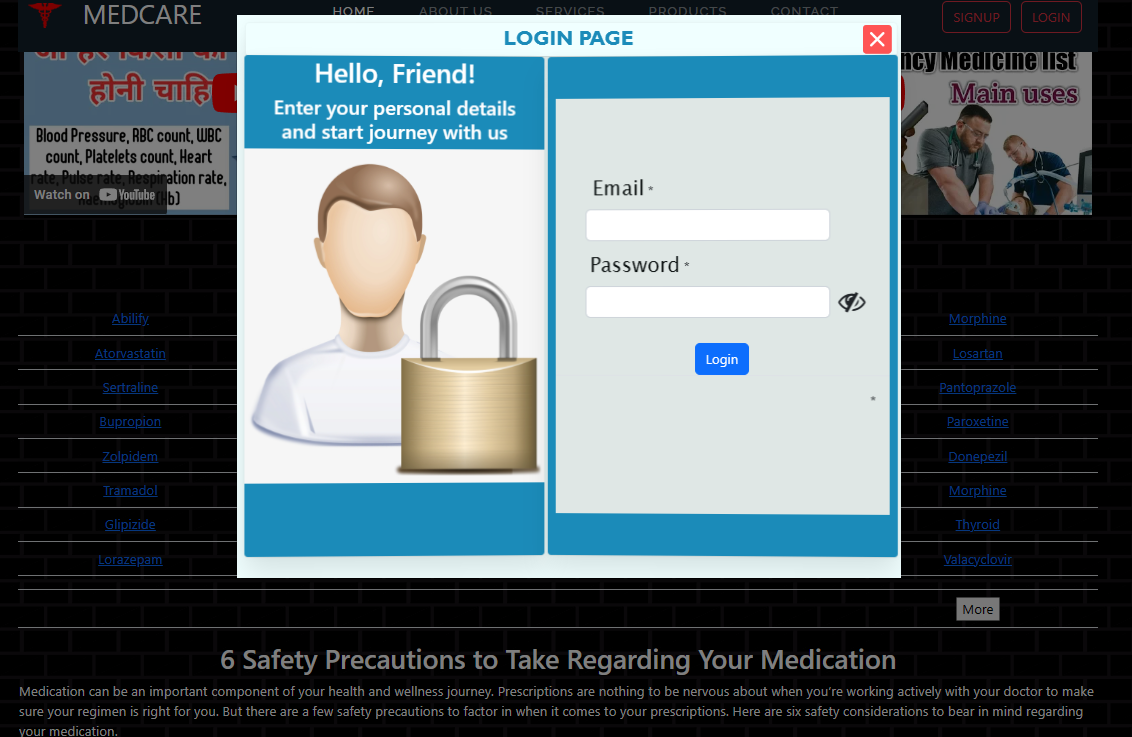 MEDCARE
HOME
ABOUT US
SERVICES
PRODUCTS
CONTACT
SIGNUP
LOGIN
LOGIN PAGE
Hello, Friend!
Enter your personal details
and start journey with us
Email *
Password *
Login
*
होनी चाहि
Blood Pressure, RBC count, WBC
count, Platelets count, Heart
rate, Pulse rate, Respiration rate,
Watch on YouTube
Medicine list
Main uses
Abilify
Morphine
Atorvastatin
Losartan
Sertraline
Pantoprazole
Bupropion
Paroxetine
Zolpidem
Donepezil
Tramadol
Morphine
Glipizide
Thyroid
Lorazepam
Valacyclovir
More
6 Safety Precautions to Take Regarding Your Medication
Medication can be an important component of your health and wellness journey. Prescriptions are nothing to be nervous about when you’re working actively with your doctor to make
sure your regimen is right for you. But there are a few safety precautions to factor in when it comes to your prescriptions. Here are six safety considerations to bear in mind regarding
your medication.